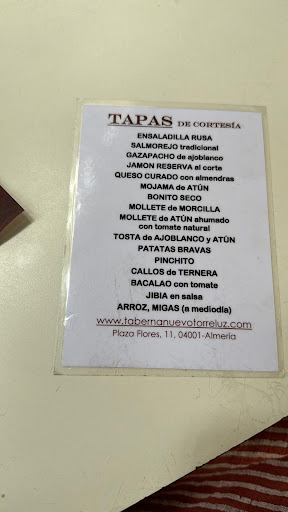 TAPAS DE CORTESÍA
ENSALADILLA RUSA
SALMOREJO tradicional
GAZAPACHO de ajoblanco
JAMON RESERVA al corte
QUESO CURADO con almendras
MOJAMA de ATÚN
BONITO SECO
MOLLETE de MORCILLA
MOLLETE de ATÚN ahumado
con tomate natural
TOSTA de AJOBLANCO y ATÚN
PATATAS BRAVAS
PINCHITO
CALLOS de TERNERA
BACALAO con tomate
JIBIA en salsa
ARROZ, MIGAS (a mediodía)
www.tabernanuevotorreluz.com
Plaza Flores, 11, 04001-Almería